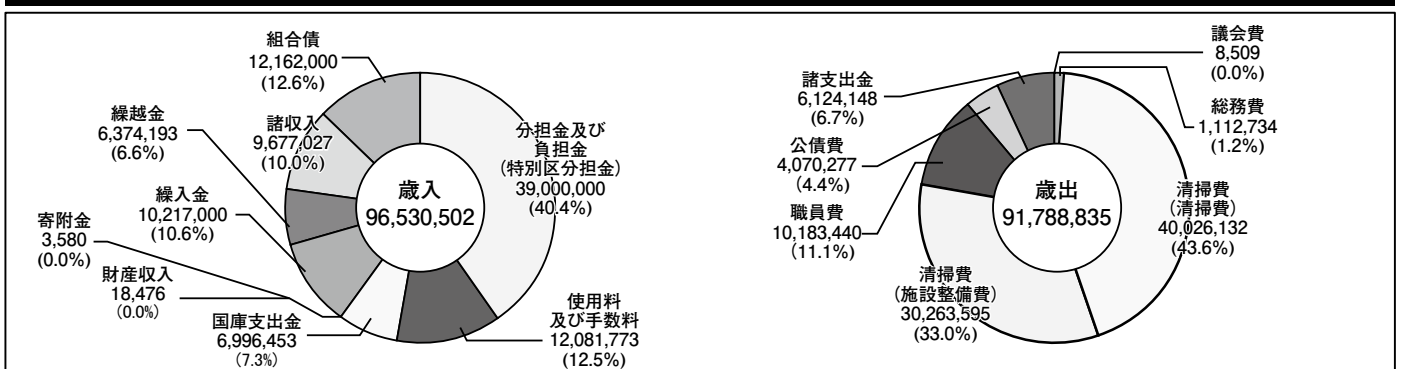 組合債
12,162,000
(12.6%)
諸収入
9,677,027
(10.0%)
繰越金
6,374,193
(6.6%)
繰入金
10,217,000
(10.6%)
寄附金
3,580
(0.0%)
財産収入
18,476
(0.0%)
国庫支出金
6,996,453
(7.3%)
使用料
及び手数料
12,081,773
(12.5%)
分担金及び
負担金
(特別区分担金)
39,000,000
(40.4%)
歳入
96,530,502
議会費
8,509
(0.0%)
総務費
1,112,734
(1.2%)
清掃費
(清掃費)
40,026,132
(43.6%)
清掃費
(施設整備費)
30,263,595
(33.0%)
職員費
10,183,440
(11.1%)
公債費
4,070,277
(4.4%)
諸支出金
6,124,148
(6.7%)
歳出
91,788,835